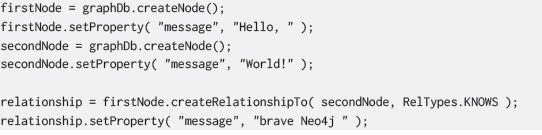 firstNode = graphDb.createNode();
firstNode.setProperty( "message", "Hello, " );
secondNode = graphDb.createNode();
secondNode.setProperty( "message", "World!" );

relationship = firstNode.createRelationshipTo( secondNode, RelTypes.KNOWS );
relationship.setProperty( "message", "brave Neo4j " );